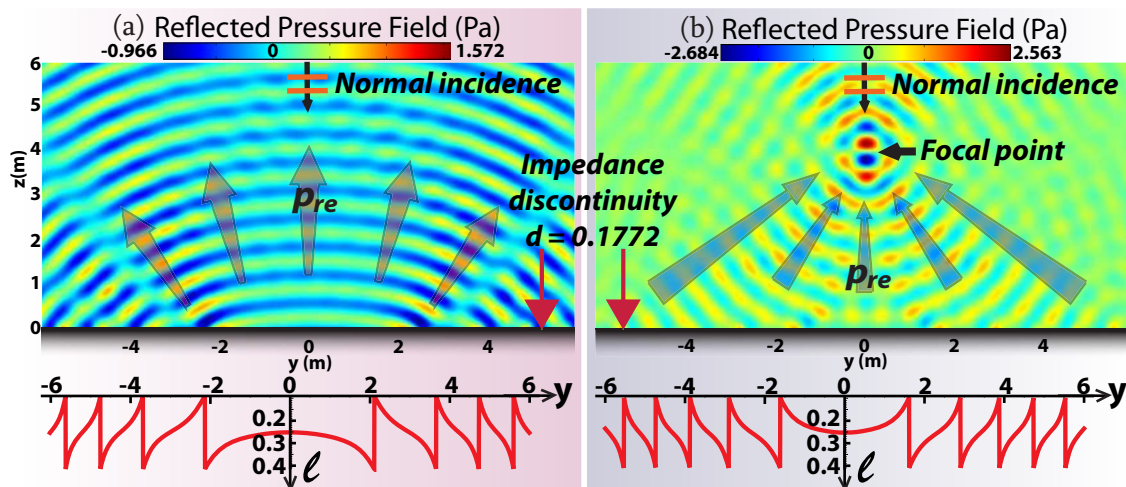 (a) Reflected Pressure Field (Pa)
-0.966 0 1.572
6
5
4
3
2
1
0
z(m)
Normal incidence
pre
Impedance
discontinuity
d = 0.1772
-4 -2 0 2 4
y (m)
-6 -4 -2 0 2 4 6 y
0.2
0.3
0.4
ℓ
(b) Reflected Pressure Field (Pa)
-2.684 0 2.563
Normal incidence
Focal point
pre
-4 -2 0 2 4
y (m)
-6 -4 -2 0 2 4 6 y
0.2
0.3
0.4
ℓ